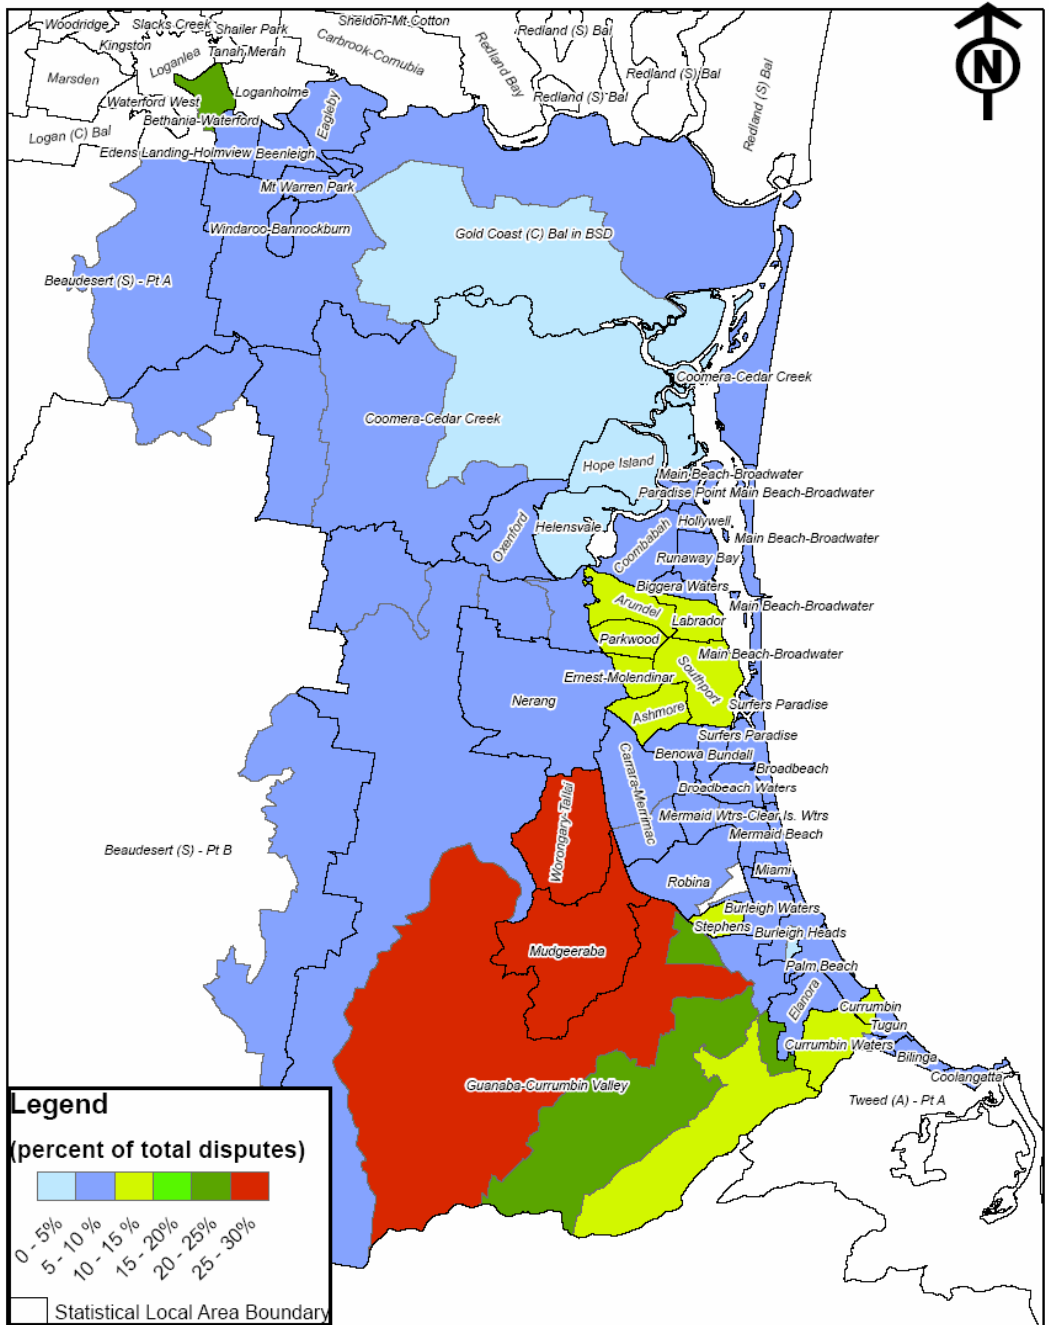 Woodridge
Slacks Creek
Sheldon-Mt-Cotton
Shailer Park
Redland (S) Bal
Kingston
Tanah Merah
Carbrook-Cornubia
Loganlea
Redland Bay
Marsden
Redland (S) Bal
Redland (S) Bal
N
Loganholme
Redland (S) Bal
Waterford West
Eagleby
Bethania-Waterford
Logan (C) Bal
Edens Landing-Holmview
Beenleigh
Mt Warren Park
Windaroo-Bannockburn
Gold Coast (C) Bal in BSD
Beaudesert (S) - Pt A
Coomera-Cedar Creek
Coomera-Cedar Creek
Hope Island
Main Beach-Broadwater
Paradise Point
Main Beach-Broadwater
Oxenford
Helensvale
Coombabah
Hollywell
Main Beach-Broadwater
Runaway Bay
Biggera Waters
Arundel
Main Beach-Broadwater
Labrador
Parkwood
Main Beach-Broadwater
Ernest-Molendinar
Southport
Nerang
Ashmore
Surfers Paradise
Surfers Paradise
Carrara-Merrimac
Benowa
Bundall
Broadbeach
Broadbeach Waters
Worongary-Tallai
Mermaid Wtrs-Clear Is. Wtrs
Mermaid Beach
Beaudesert (S) - Pt B
Miami
Robina
Burleigh Waters
Stephens
Burleigh Heads
Mudgeeraba
Palm Beach
Elanora
Currumbin
Tugun
Currumbin Waters
Bilinga
Coolangatta
Guanaba-Currumbin Valley
Tweed (A) - Pt A
Legend
(percent of total disputes)
0 - 5%
5 - 10 %
10 - 15 %
15 - 20%
20 - 25%
25 - 30%
Statistical Local Area Boundary